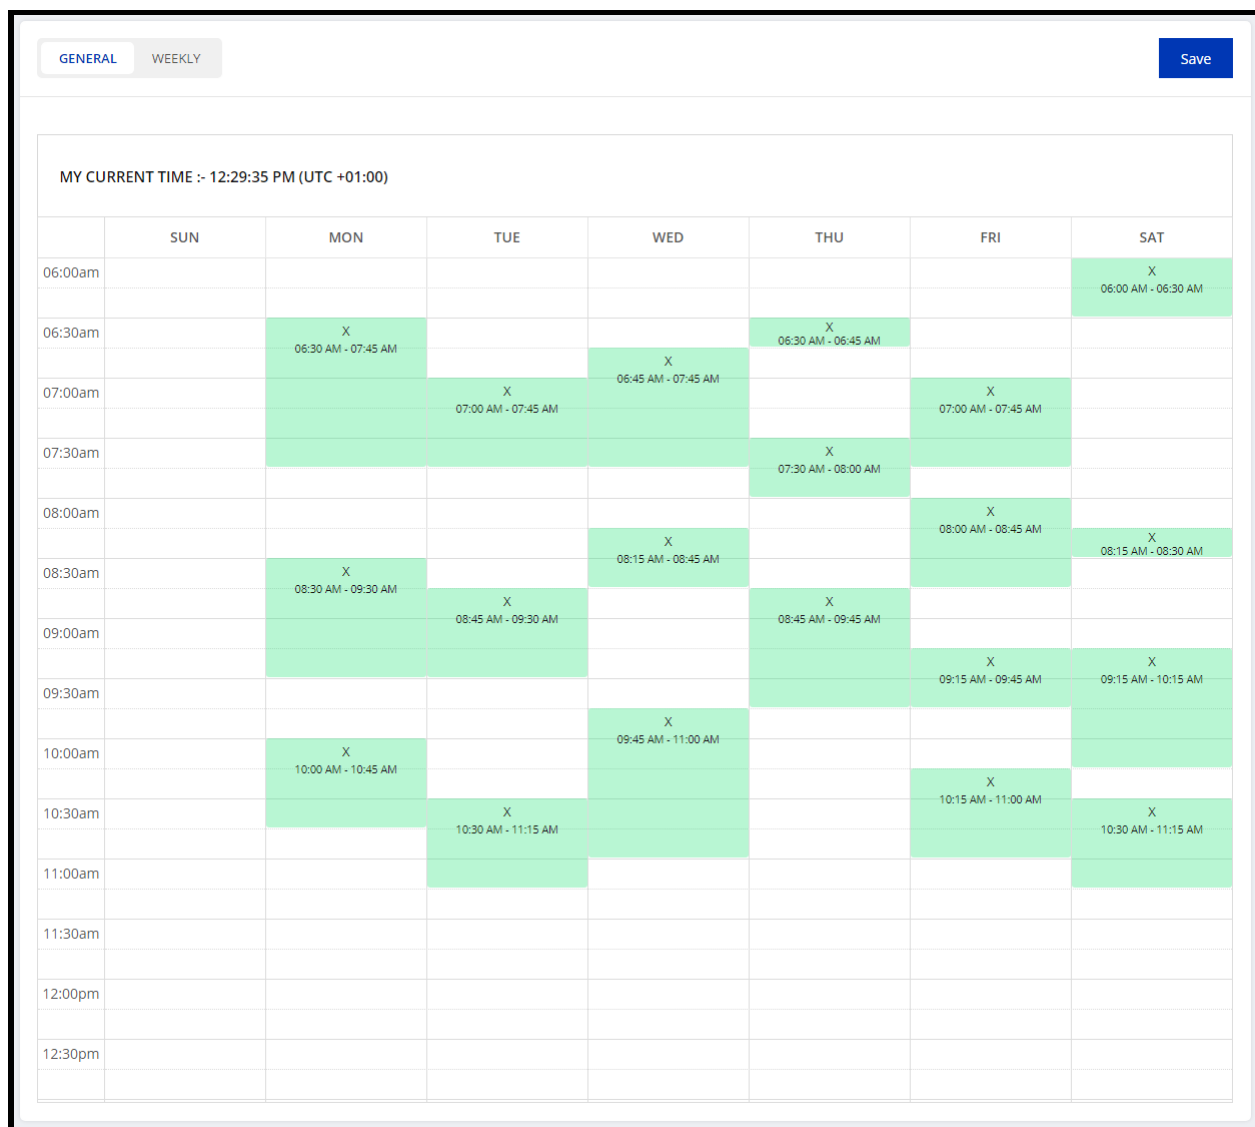 GENERAL WEEKLY Save
MY CURRENT TIME :- 12:29:35 PM (UTC +01:00)
SUN MON TUE WED THU FRI SAT
06:00am X
06:00 AM - 06:30 AM
06:30am X X
06:30 AM - 07:45 AM 06:30 AM - 06:45 AM
X
06:45 AM - 07:45 AM
07:00am X X
07:00 AM - 07:45 AM 07:00 AM - 07:45 AM
07:30am X
07:30 AM - 08:00 AM
08:00am X
08:00 AM - 08:45 AM
X X
08:15 AM - 08:45 AM 08:15 AM - 08:30 AM
08:30am X
08:30 AM - 09:30 AM
X X
08:45 AM - 09:30 AM 08:45 AM - 09:45 AM
09:00am
X X
09:15 AM - 09:45 AM 09:15 AM - 10:15 AM
09:30am
X
09:45 AM - 11:00 AM
10:00am X
10:00 AM - 10:45 AM
X
10:15 AM - 11:00 AM
10:30am X X
10:30 AM - 11:15 AM 10:30 AM - 11:15 AM
11:00am
11:30am
12:00pm
12:30pm